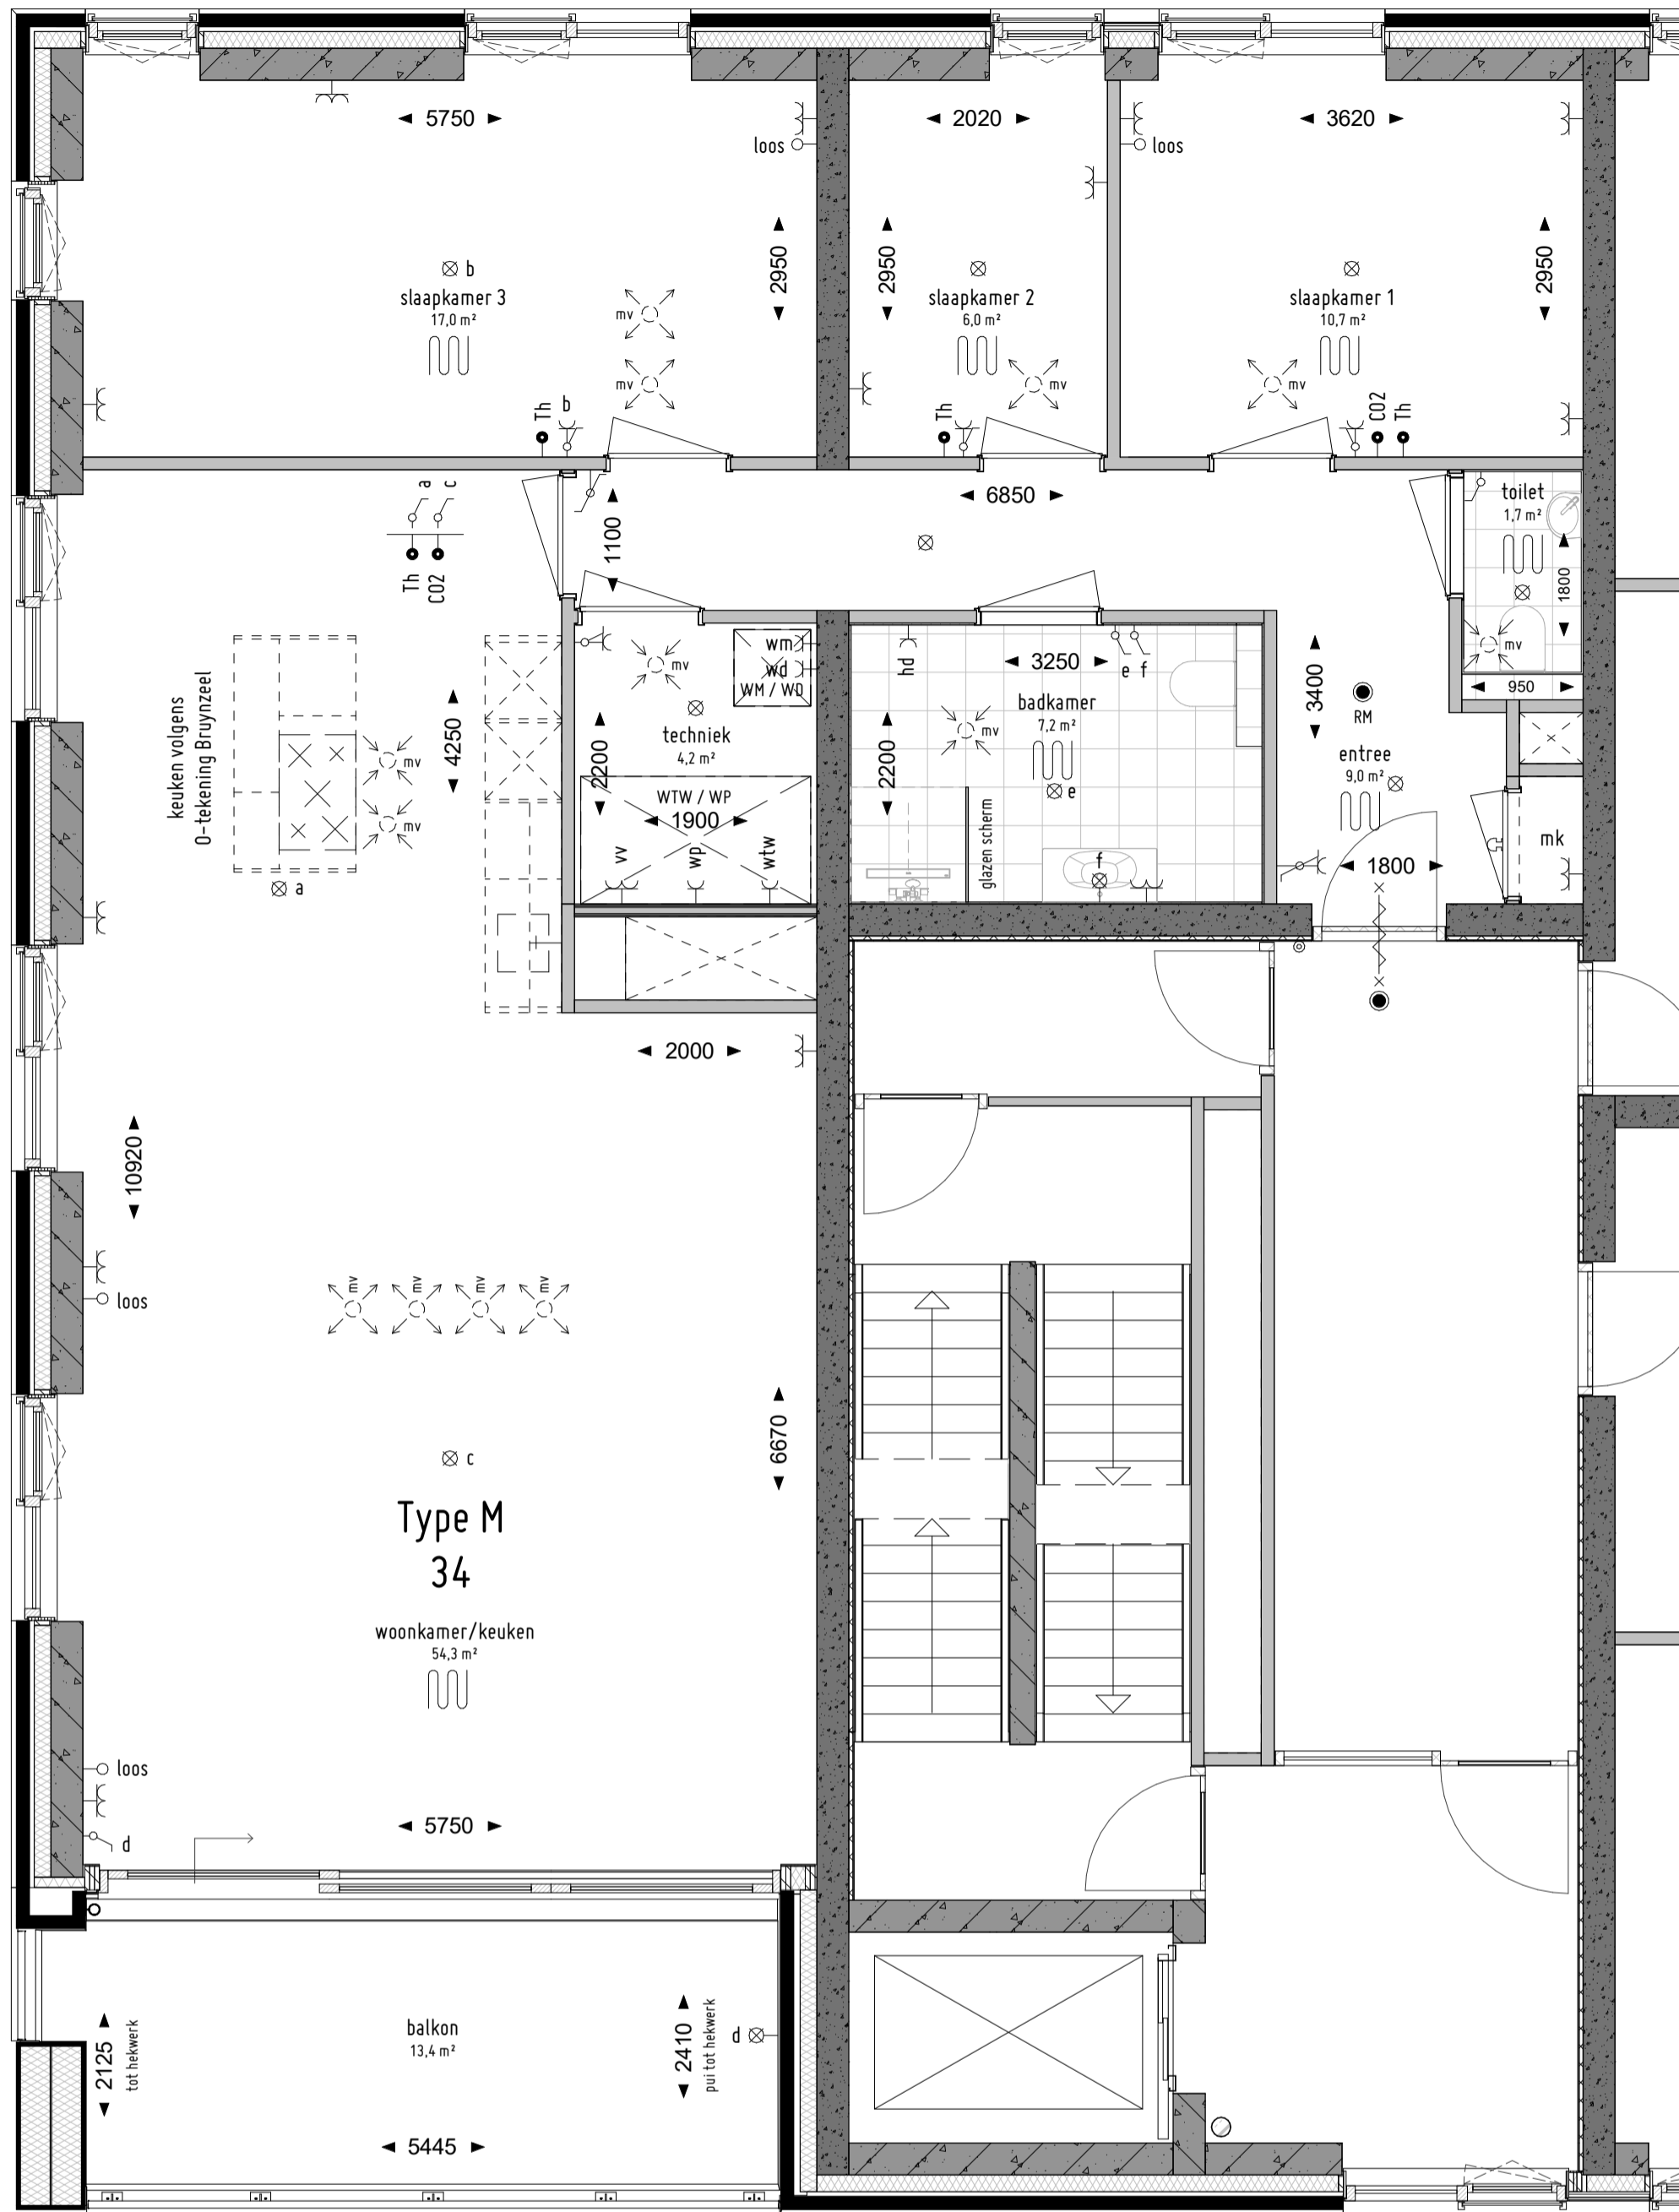 5750
2020
3620
loos
loos
2950
2950
2950
b
slaapkamer 3
17,0 m²
slaapkamer 2
6,0 m²
slaapkamer 1
10,7 m²
mv
mv
mv
mv
Th
b
Th
CO2
Th
a
c
Th
CO2
1100
6850
toilet
1,7 m²
1800
mv
950
keuken volgens
0-tekening Bruynzeel
mv
mv
a
4250
mv
wm
wd
WM / WD
techniek
4,2 m²
2200
WTW / WP
1900
vv
wp
wtw
hd
3250
e f
badkamer
7,2 m²
mv
2200
e
glazen scherm
f
3400
RM
entree
9,0 m²
1800
mk
2000
10920
loos
mv
mv
mv
mv
6670
c
Type M
34
woonkamer/keuken
54,3 m²
loos
d
5750
2125
tot hekwerk
balkon
13,4 m²
2410
pui tot hekwerk
d
5445